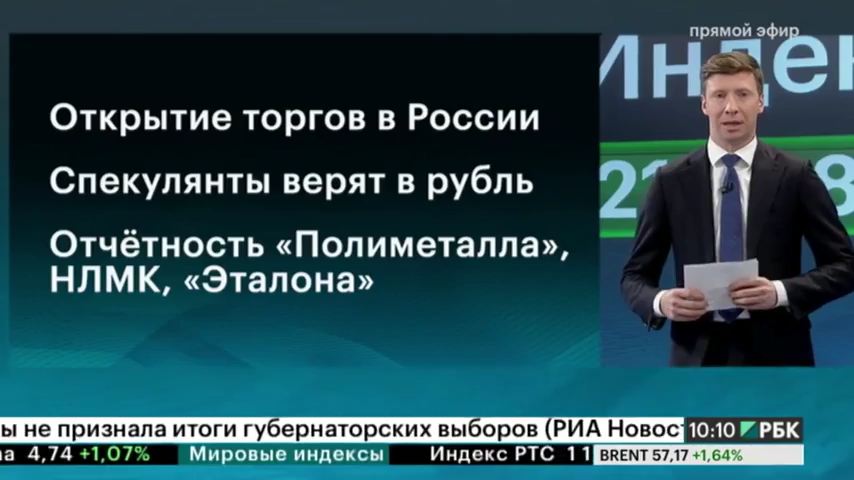 прямой эфир
Открытие торгов в России
Спекулянты верят в рубль
Отчётность «Полиметалла»,
НЛМК, «Эталона»
не признала итоги губернаторских выборов (РИА
10:10 РБК
4,74 +1,07% Мировые индексы Индекс РТС
BRENT 57,17 +1,64%